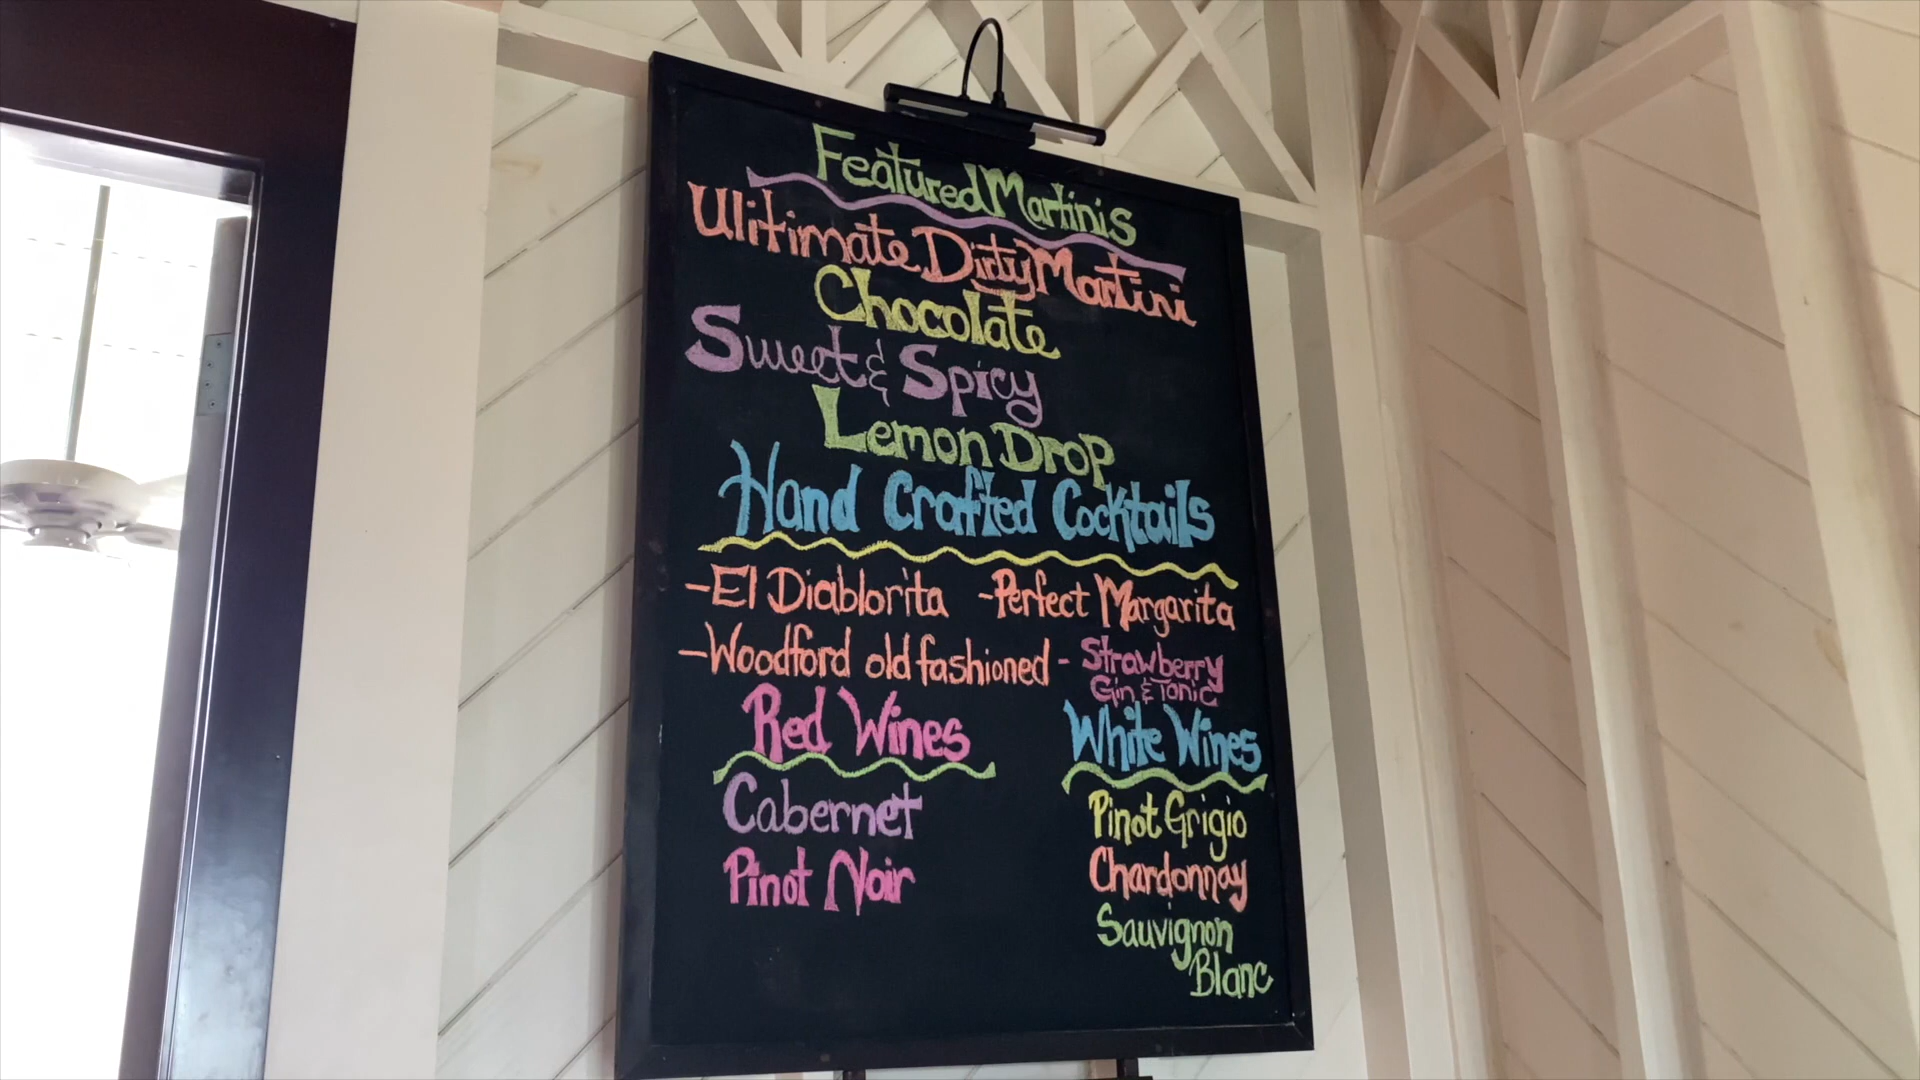 Featured Martinis
Ulitimate Dirty Martini
Chocolate
Sweet & Spicy
Lemon Drop
Hand Crafted Cocktails
-El Diablorita -Perfect Margarita
-Woodford old fashioned - Strawberry
Gin & Tonic
Red Wines
Cabernet
Pinot Noir
White Wines
Pinot Grigio
Chardonnay
Sauvignon
Blanc